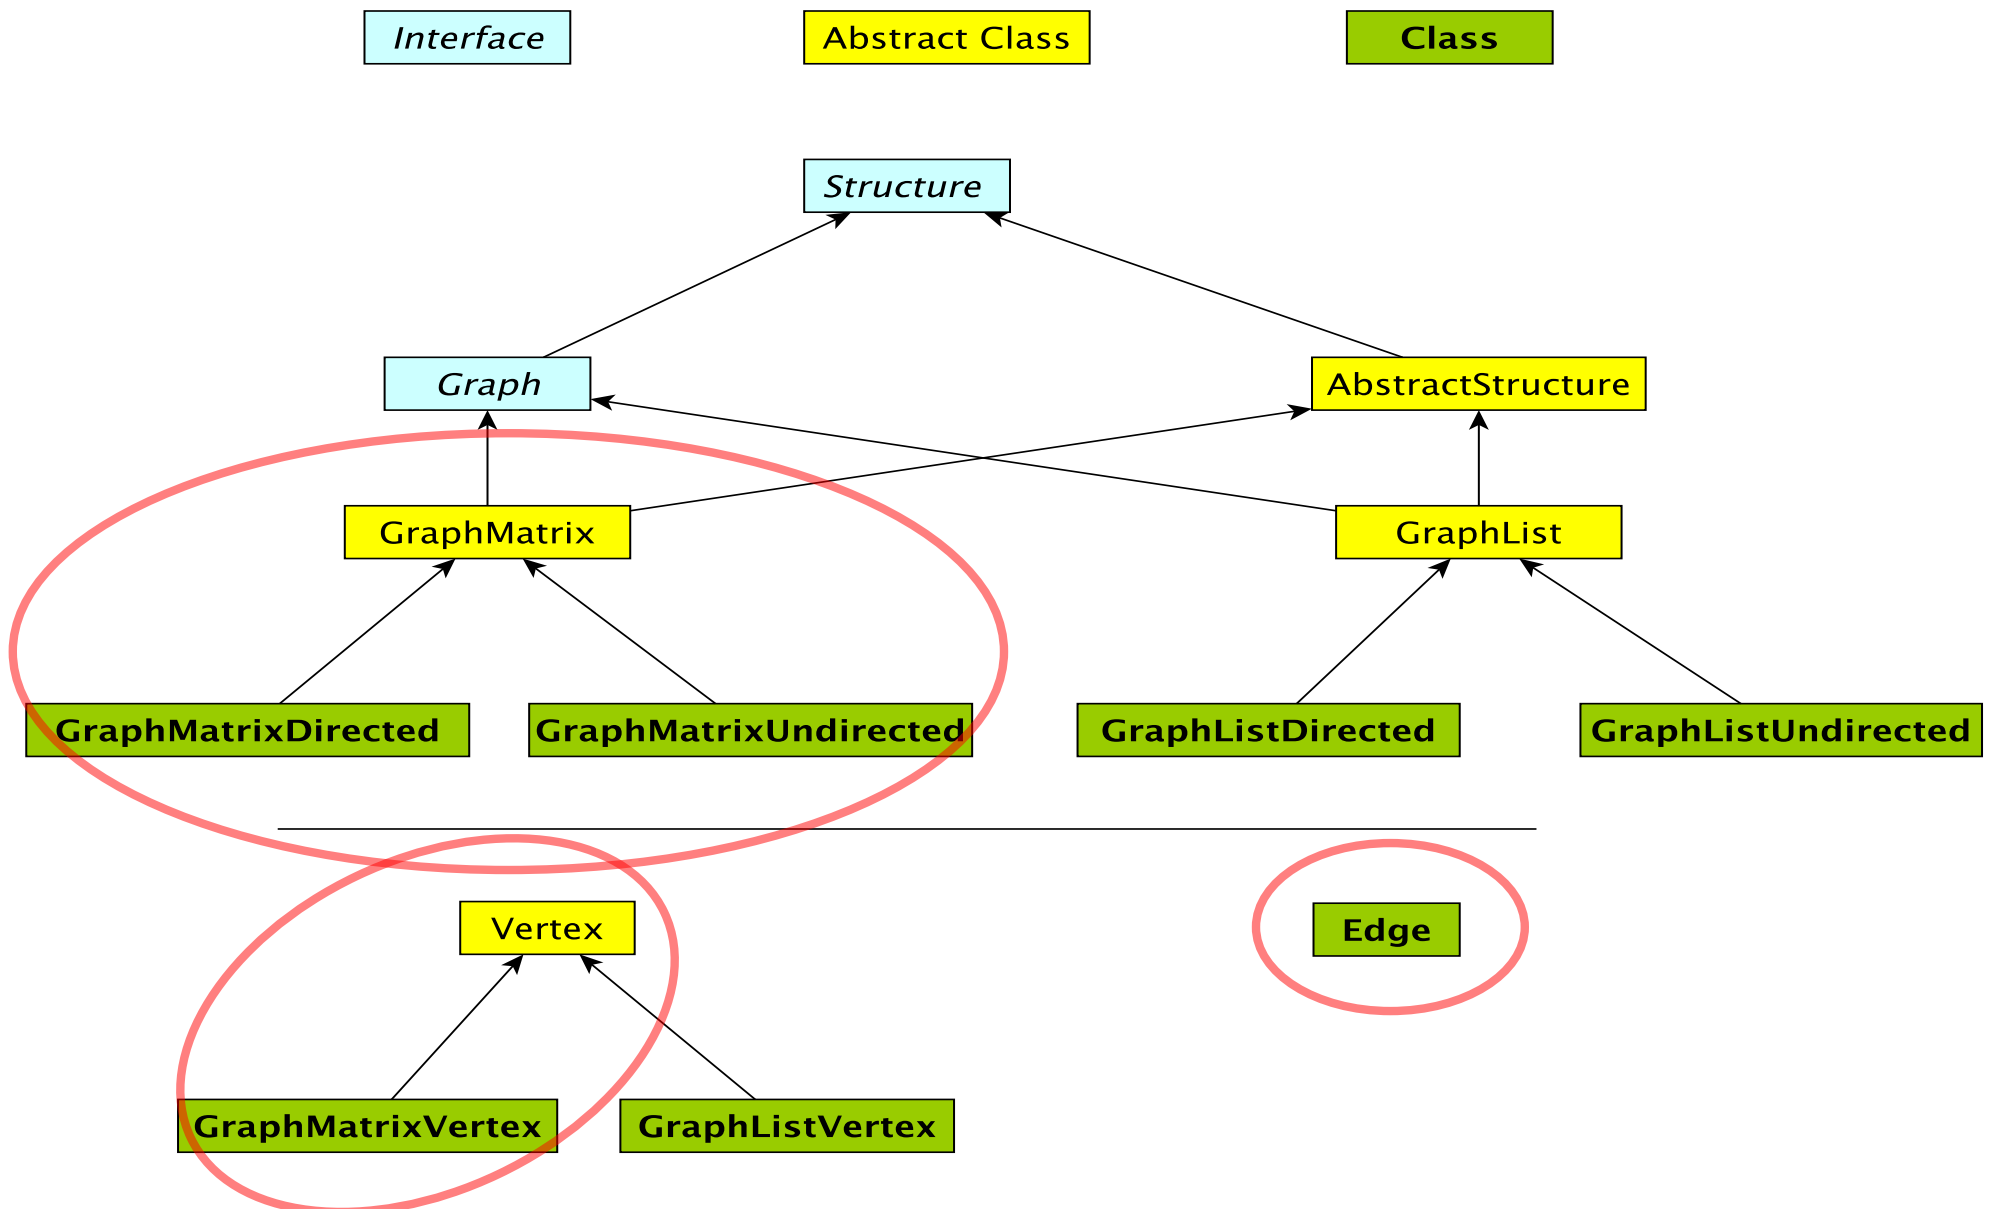 Interface
Abstract Class
Class
Structure
Graph
AbstractStructure
GraphMatrix
GraphList
GraphMatrixDirected
GraphMatrixUndirected
GraphListDirected
GraphListUndirected
Vertex
Edge
GraphMatrixVertex
GraphListVertex